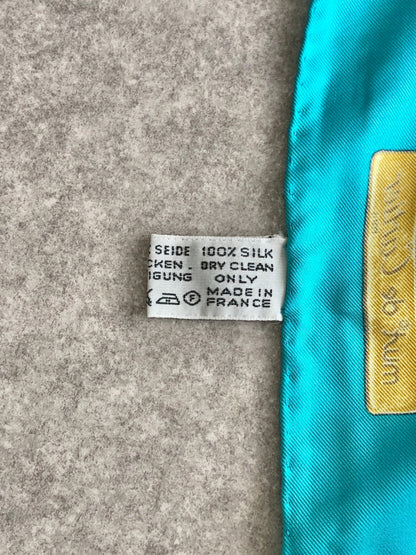 SEIDE 100% SILK
CKEN - DRY CLEAN
IGUNG ONLY
F MADE IN
FRANCE